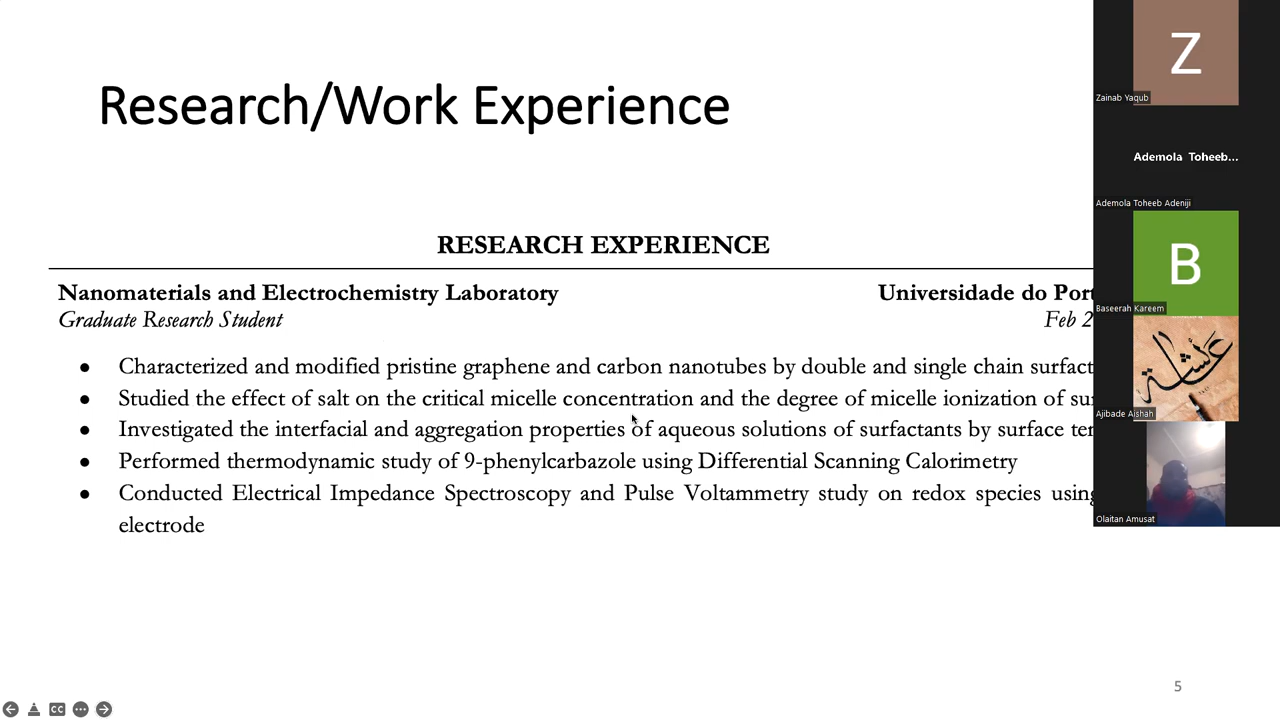 Research/Work Experience
RESEARCH EXPERIENCE
Nanomaterials and Electrochemistry Laboratory
Universidade do Port
Graduate Research Student
Feb 2
● Characterized and modified pristine graphene and carbon nanotubes by double and single chain surfact
● Studied the effect of salt on the critical micelle concentration and the degree of micelle ionization of su
● Investigated the interfacial and aggregation properties of aqueous solutions of surfactants by surface ten
● Performed thermodynamic study of 9-phenylcarbazole using Differential Scanning Calorimetry
● Conducted Electrical Impedance Spectroscopy and Pulse Voltammetry study on redox species using
electrode
5
CC
Z
Zainab Yaqub
Ademola Toheeb...
Ademola Toheeb Adeniji
B
Baseerah Kareem
عائشة
Ajibade Aishah
Olaitan Amusat